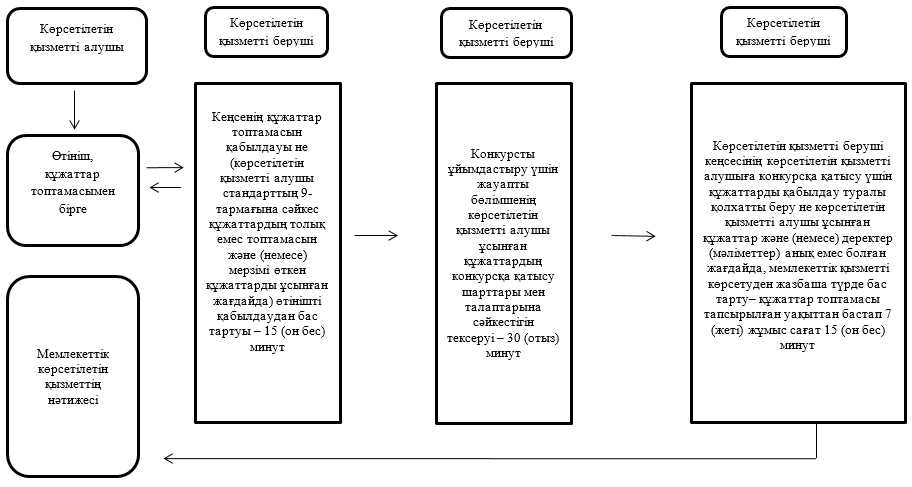 Көрсетілетін
қызметті алушы
Көрсетілетін
қызметті беруші
Көрсетілетін
қызметті беруші
Көрсетілетін
қызметті беруші
Өтініш,
құжаттар
топтамасымен
бірге
Кеңсенің құжаттар
топтамасын
қабылдауы не
(көрсетілетін
қызметті алушы
стандарттың 9-
тармағына сәйкес
құжаттардың толық
емес топтамасын
және (немесе)
мерзімі өткен
құжаттарды ұсынған
жағдайда) өтінішті
қабылдаудан бас
тартуы – 15 (он бес)
минут
Конкурсты
ұйымдастыру үшін
жауапты
бөлімшенің
көрсетілетін
қызметті алушы
ұсынған
құжаттардың
конкурсқа қатысу
шарттары мен
талаптарына
сәйкестігін
тексеруі – 30 (отыз)
минут
Көрсетілетін қызметті беруші
кеңсесінің көрсетілетін қызметті
алушыға конкурсқа қатысу үшін
құжаттарды қабылдау туралы
қолхатты беру не көрсетілетін
қызметті алушы ұсынған
құжаттар және (немесе) деректер
(мәліметтер) анық емес болған
жағдайда, мемлекеттік қызметті
көрсетуден жазбаша түрде бас
тарту– құжаттар топтамасы
тапсырылған уақыттан бастап 7
(жеті) жұмыс сағат 15 (он бес)
минут
Мемлекеттік
көрсетілетін
қызметтің
нәтижесі